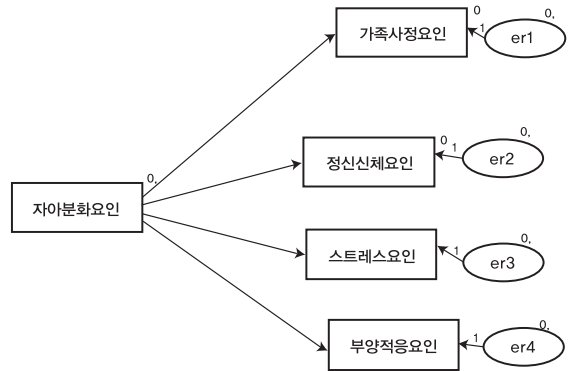 0
0,
1
가족사정요인
er1
0
0,
1
정신신체요인
er2
0,
자아분화요인
0,
1
스트레스요인
er3
0,
1
부양적응요인
er4